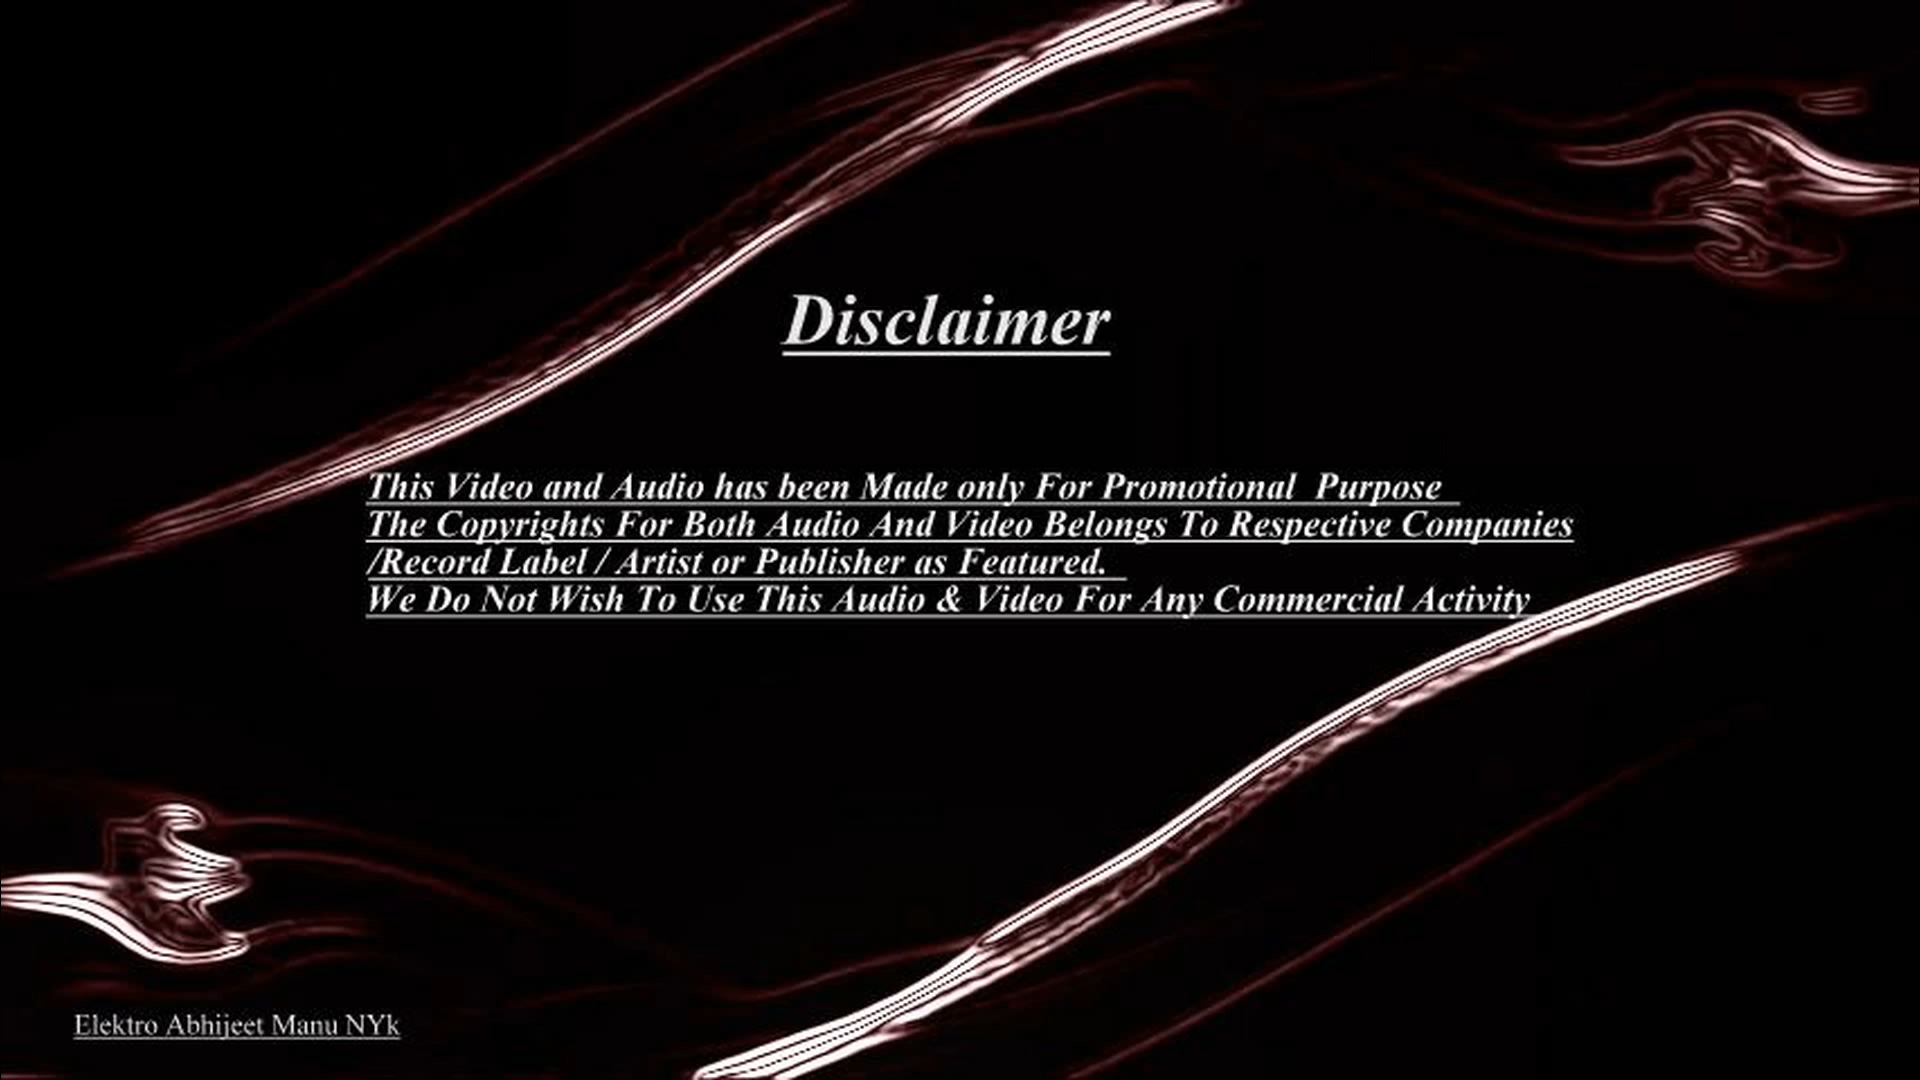 Disclaimer
This Video and Audio has been Made only For Promotional Purpose
The Copyrights For Both Audio And Video Belongs To Respective Companies
/Record Label / Artist or Publisher as Featured.
We Do Not Wish To Use This Audio & Video For Any Commercial Activity
Elektro Abhijeet Manu NYk